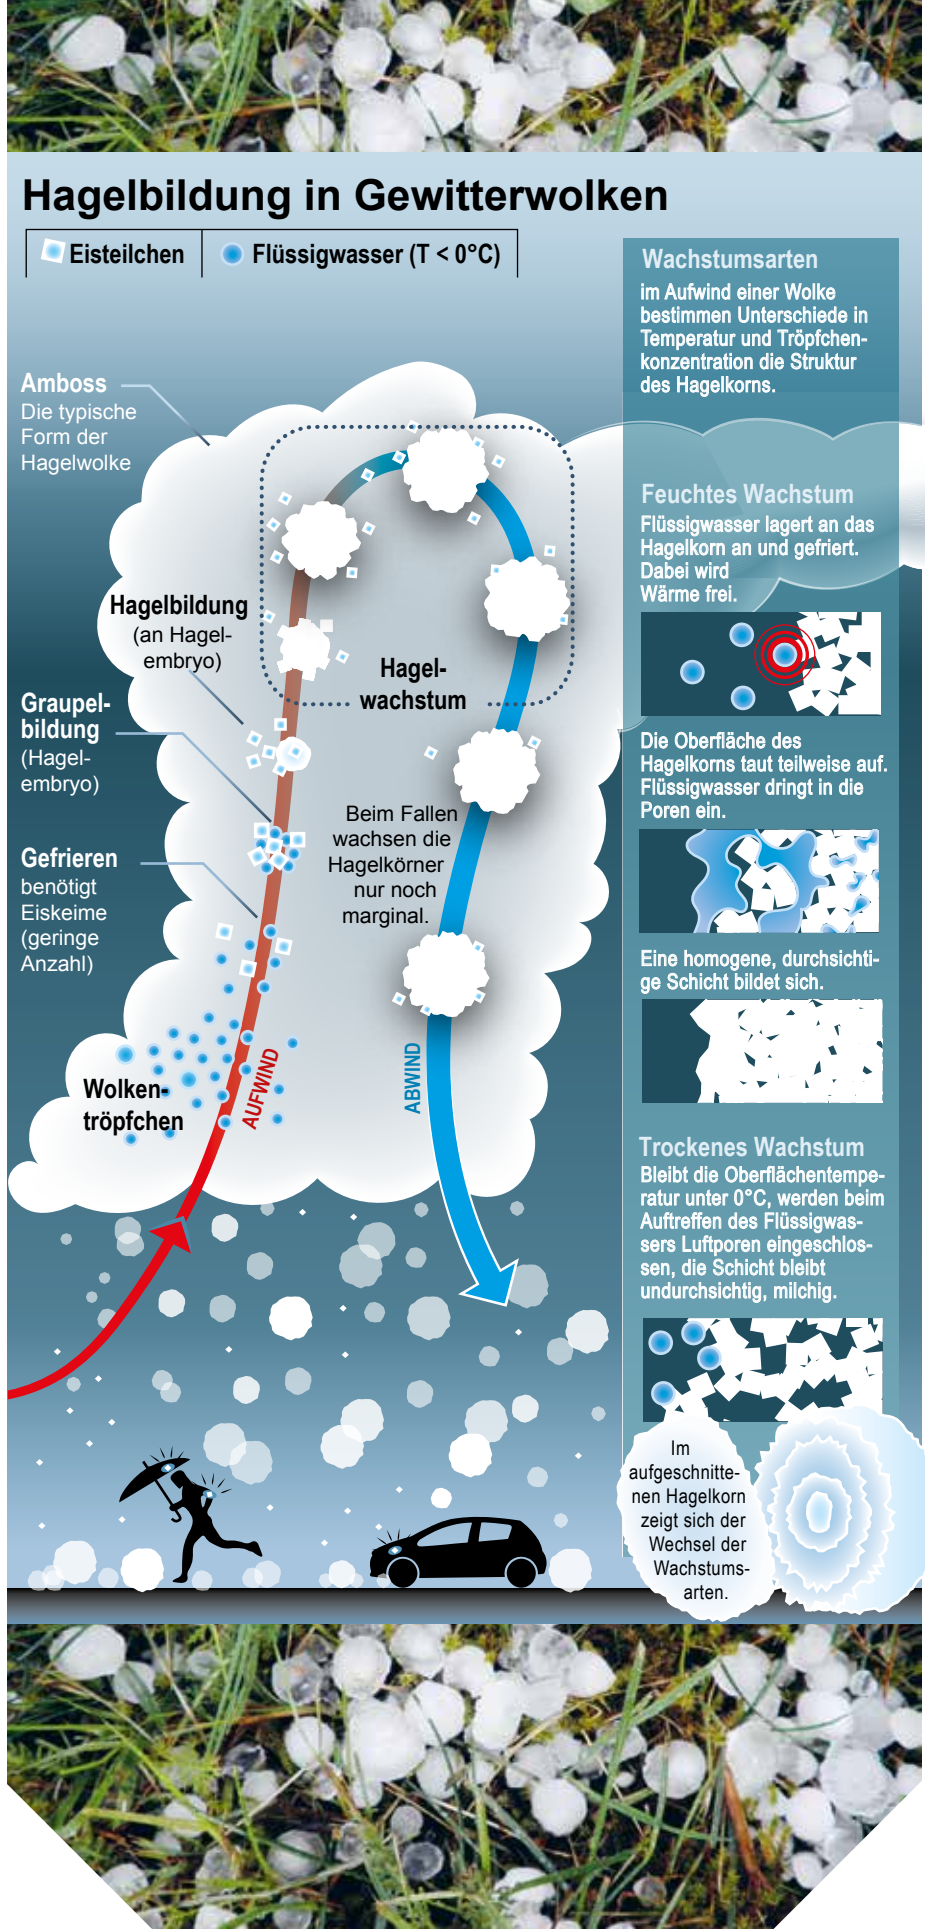 Hagelbildung in Gewitterwolken
Eisteilchen
Flüssigwasser (T < 0°C)
Amboss
Die typische
Form der
Hagelwolke
Hagelbildung
(an Hagel-
embryo)
Graupel-
bildung
(Hagel-
embryo)
Gefrieren
benötigt
Eiskeime
(geringe
Anzahl)
Wolken-
tröpfchen
AUFWIND
Hagel-
wachstum
Beim Fallen
wachsen die
Hagelkörner
nur noch
marginal.
ABWIND
Wachstumsarten
im Aufwind einer Wolke
bestimmen Unterschiede in
Temperatur und Tröpfchen-
konzentration die Struktur
des Hagelkorns.
Feuchtes Wachstum
Flüssigwasser lagert an das
Hagelkorn an und gefriert.
Dabei wird
Wärme frei.
Die Oberfläche des
Hagelkorns taut teilweise auf.
Flüssigwasser dringt in die
Poren ein.
Eine homogene, durchsichti-
ge Schicht bildet sich.
Trockenes Wachstum
Bleibt die Oberflächentempe-
ratur unter 0°C, werden beim
Auftreffen des Flüssigwas-
sers Luftporen eingeschlos-
sen, die Schicht bleibt
undurchsichtig, milchig.
Im
aufgeschnitte-
nen Hagelkorn
zeigt sich der
Wechsel der
Wachstums-
arten.